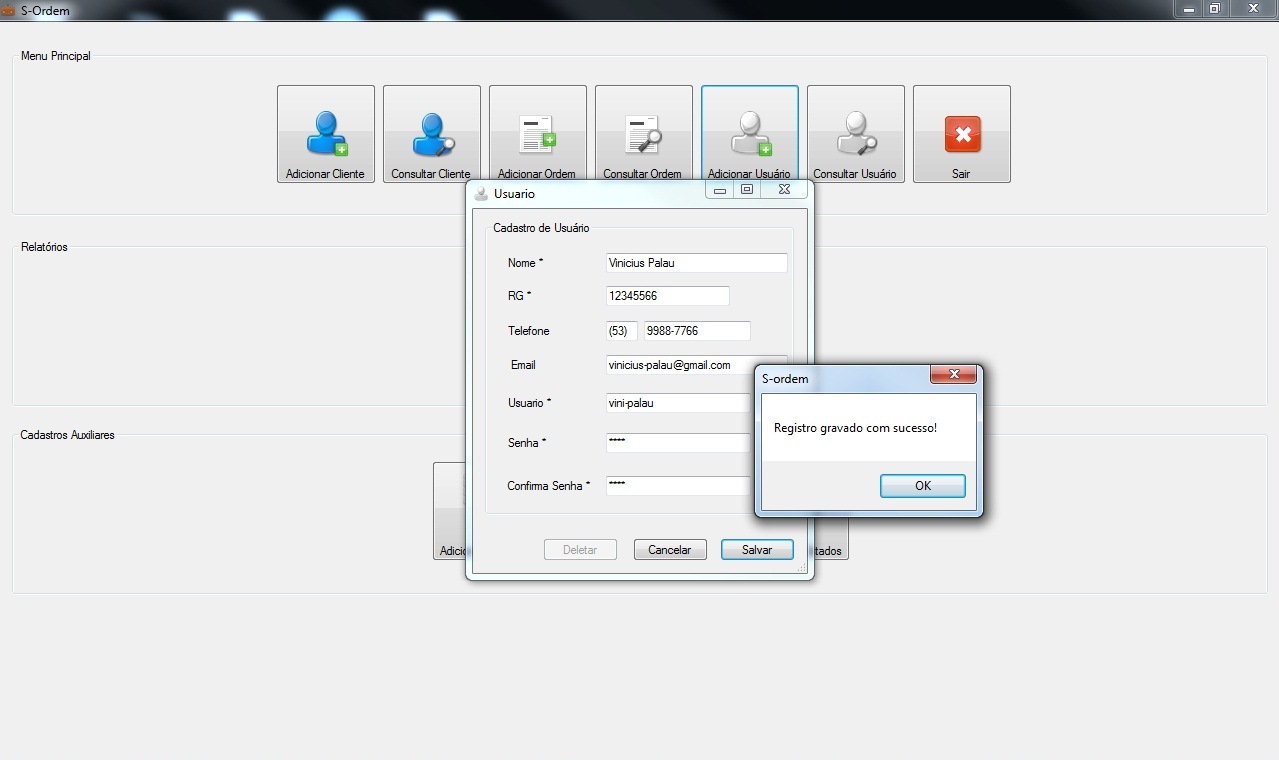 S-Ordem
Menu Principal
Adicionar Cliente
Consultar Cliente
Adicionar Ordem
Consultar Ordem
Adicionar Usuário
Consultar Usuário
Sair
Usuario
Cadastro de Usuário
Nome * Vinicius Palau
RG * 12345566
Telefone (53) 9988-7766
Email vinicius-palau@gmail.com
Usuario * vini-palau
Senha * ****
Confirma Senha * ****
Deletar Cancelar Salvar
S-ordem
Registro gravado com sucesso!
OK
Relatórios
Cadastros Auxiliares